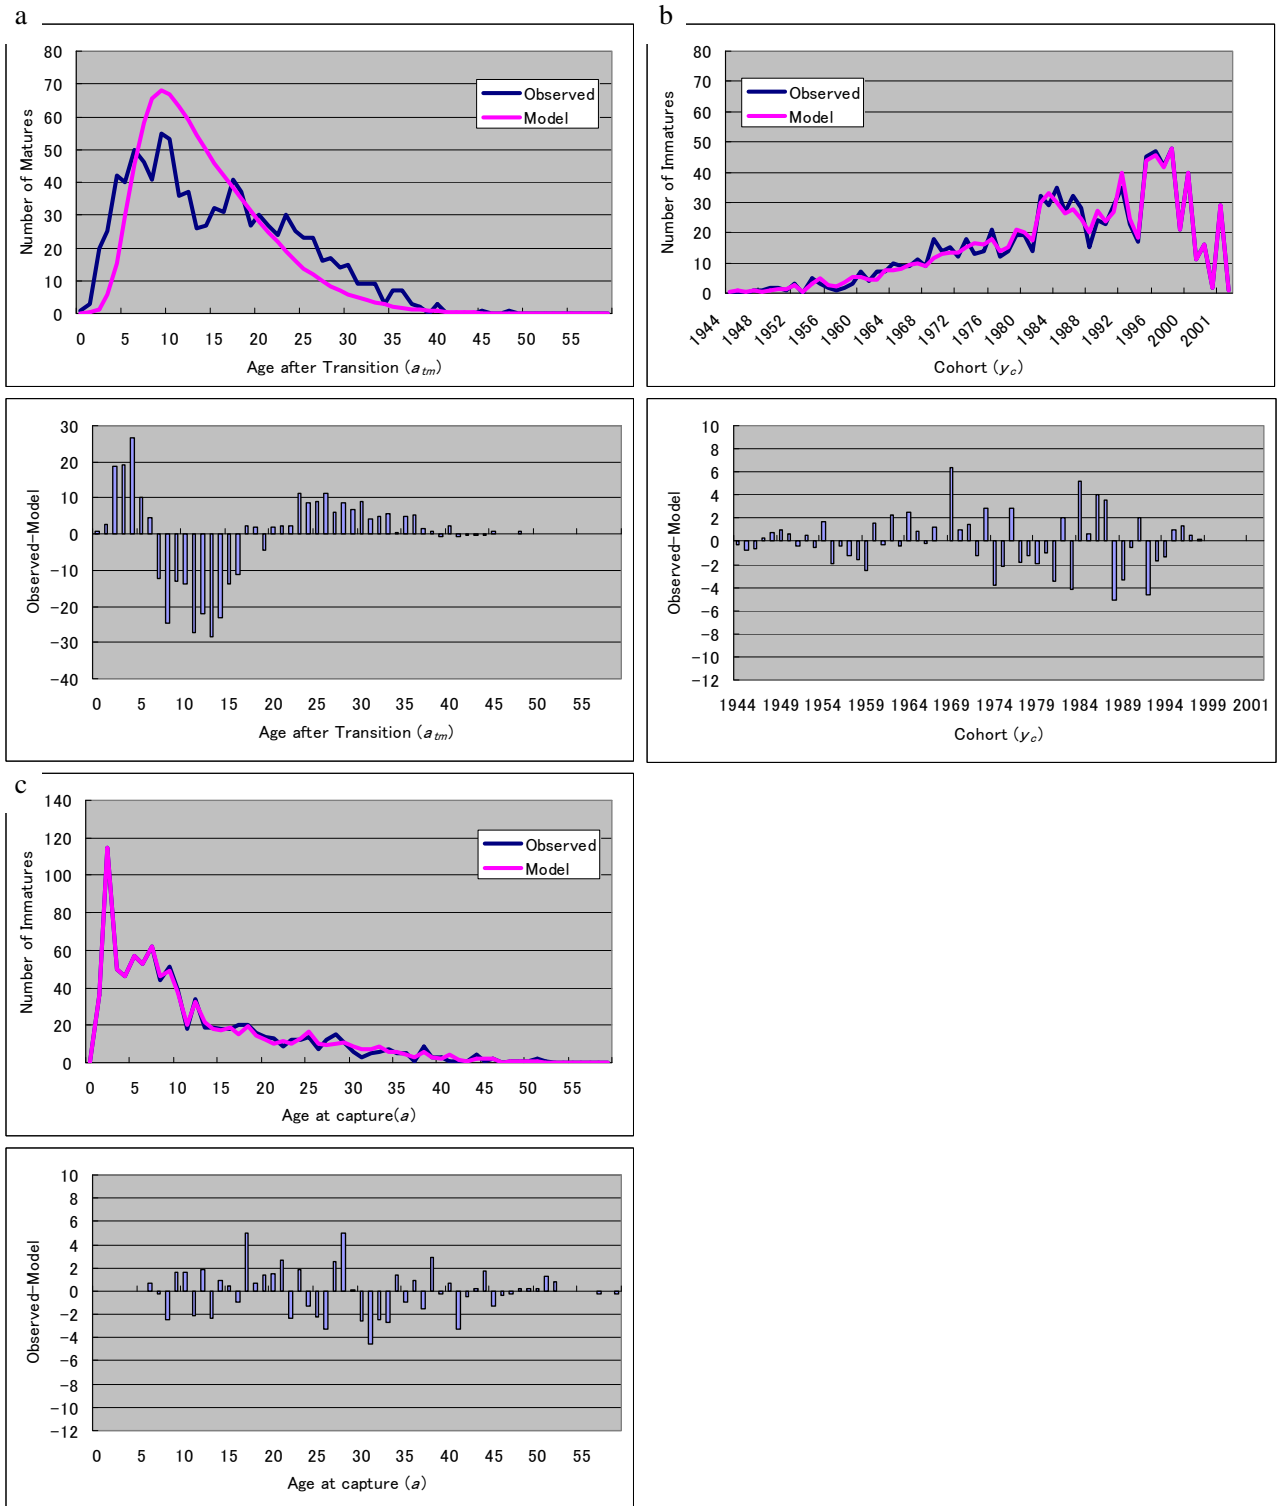 a
80
70
60
50
40
30
20
10
0
Number of Matures
Observed
Model
0 5 10 15 20 25 30 35 40 45 50 55
Age after Transition (a_tm)
30
20
10
0
−10
−20
−30
−40
Observed−Model
0 5 10 15 20 25 30 35 40 45 50 55
Age after Transition (a_tm)
b
80
70
60
50
40
30
20
10
0
Number of Immatures
Observed
Model
1944 1948 1952 1956 1960 1964 1968 1972 1976 1980 1984 1988 1992 1996 2000 2001
Cohort (y_c)
10
8
6
4
2
0
−2
−4
−6
−8
−10
−12
Observed−Model
1944 1949 1954 1959 1964 1969 1974 1979 1984 1989 1994 1999 2001
Cohort (y_c)
c
140
120
100
80
60
40
20
0
Number of Immatures
Observed
Model
0 5 10 15 20 25 30 35 40 45 50 55
Age at capture(a)
10
8
6
4
2
0
−2
−4
−6
−8
−10
−12
Observed−Model
0 5 10 15 20 25 30 35 40 45 50 55
Age at capture (a)